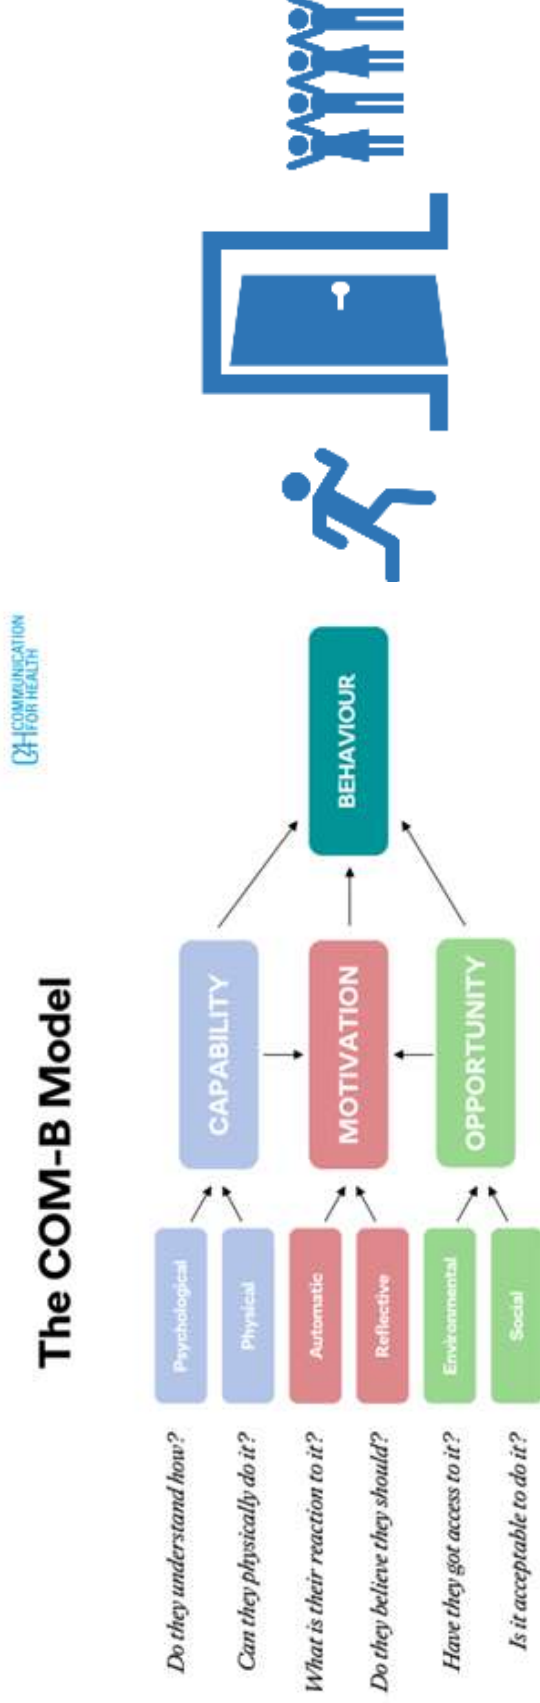 The COM-B Model
C4H COMMUNICATION
FOR HEALTH
Do they understand how?
Psychological
Can they physically do it?
Physical
CAPABILITY
What is their reaction to it?
Automatic
Do they believe they should?
Reflective
MOTIVATION
BEHAVIOUR
Have they got access to it?
Environmental
Is it acceptable to do it?
Social
OPPORTUNITY